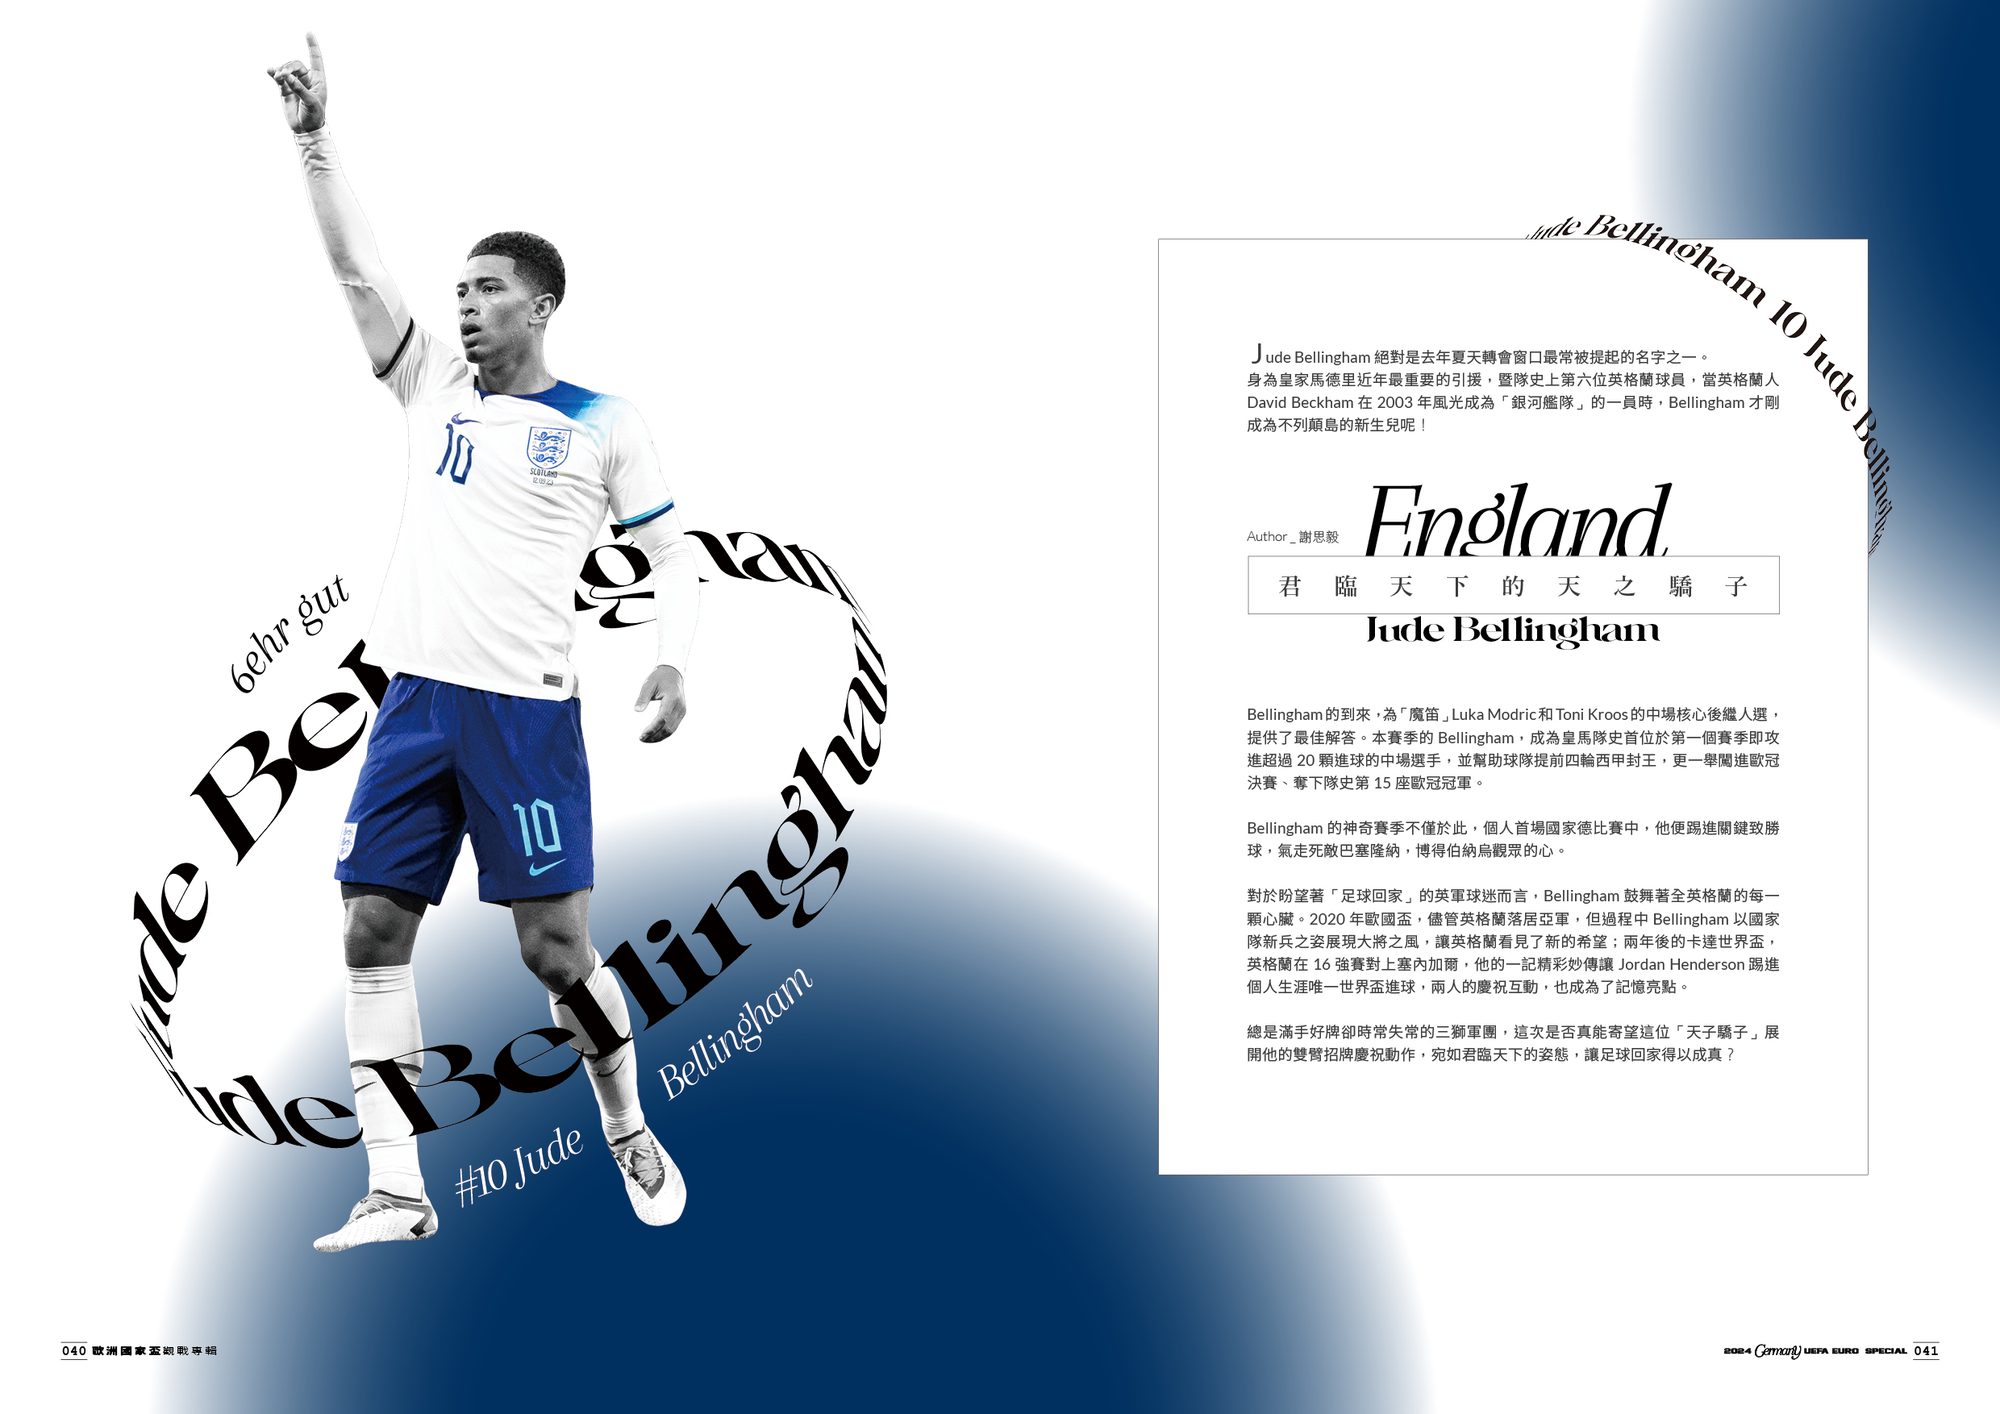 6ehr gut
Jude Bellingham
Jude Bellingham
#10 Jude
Bellingham
10
SCOTLAND
12.09.23
10
040 歐洲國家盃觀戰專輯
Jude Bellingham 10 Jude Bellingham
Jude Bellingham 絕對是去年夏天轉會窗口最常被提起的名字之一。
身為皇家馬德里近年最重要的引援，暨隊史上第六位英格蘭球員，當英格蘭人
David Beckham 在 2003 年風光成為「銀河艦隊」的一員時，Bellingham 才剛
成為不列顛島的新生兒呢！
Author _ 謝思毅
England
君臨天下的天之驕子
Jude Bellingham
Bellingham 的到來，為「魔笛」Luka Modric 和 Toni Kroos 的中場核心後繼人選，
提供了最佳解答。本賽季的 Bellingham，成為皇馬隊史首位於第一個賽季即攻
進超過 20 顆進球的中場選手，並幫助球隊提前四輪西甲封王，更一舉闖進歐冠
決賽、奪下隊史第 15 座歐冠冠軍。
Bellingham 的神奇賽季不僅於此，個人首場國家德比賽中，他便踢進關鍵致勝
球，氣走死敵巴塞隆納，博得伯納烏觀眾的心。
對於盼望著「足球回家」的英軍球迷而言，Bellingham 鼓舞著全英格蘭的每一
顆心臟。2020 年歐國盃，儘管英格蘭落居亞軍，但過程中 Bellingham 以國家
隊新兵之姿展現大將之風，讓英格蘭看見了新的希望；兩年後的卡達世界盃，
英格蘭在 16 強賽對上塞內加爾，他的一記精彩妙傳讓 Jordan Henderson 踢進
個人生涯唯一世界盃進球，兩人的慶祝互動，也成為了記憶亮點。
總是滿手好牌卻時常失常的三獅軍團，這次是否真能寄望這位「天子驕子」展
開他的雙臂招牌慶祝動作，宛如君臨天下的姿態，讓足球回家得以成真？
2024 Germany UEFA EURO SPECIAL 041